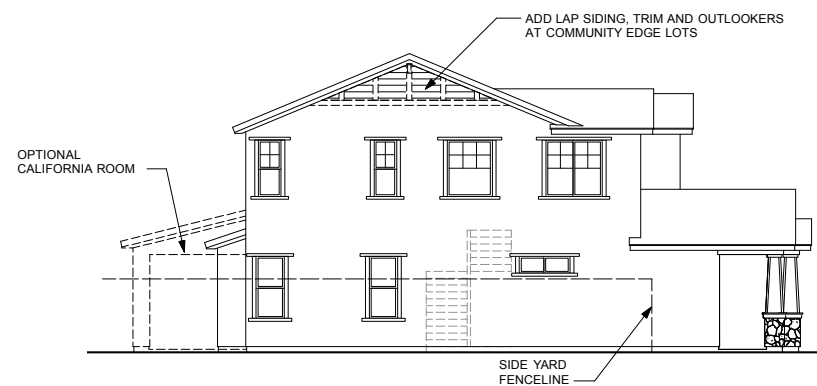 ADD LAP SIDING, TRIM AND OUTLOOKERS
AT COMMUNITY EDGE LOTS
OPTIONAL
CALIFORNIA ROOM
SIDE YARD
FENCELINE